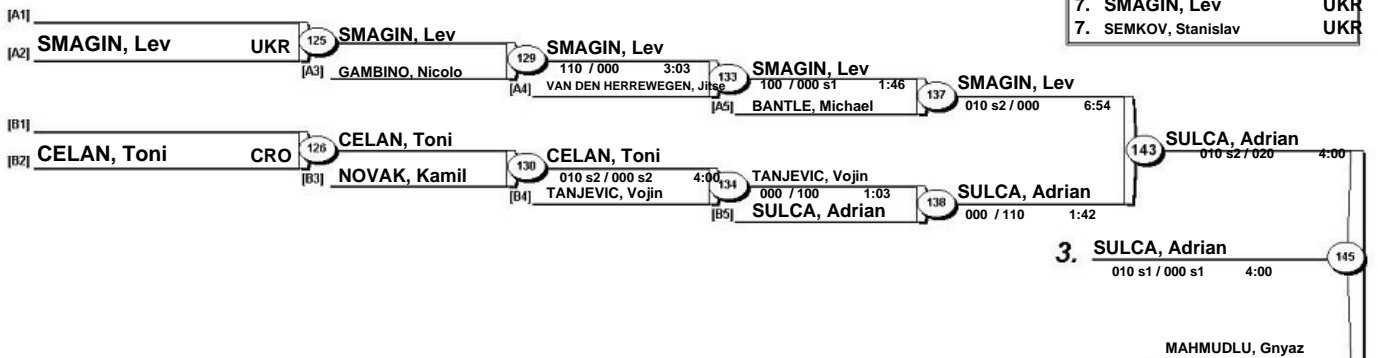 7. SMAGIN, Lev UKR
7. SEMKOV, Stanislav UKR
[A1]
[A2] SMAGIN, Lev UKR
125
SMAGIN, Lev
[A3] GAMBINO, Nicolo
129
SMAGIN, Lev
110 / 000 3:03
[A4] VAN DEN HERREWEGEN, Jitse
133
SMAGIN, Lev
100 / 000 s1 1:46
[A5] BANTLE, Michael
137
SMAGIN, Lev
010 s2 / 000 6:54
[B1]
[B2] CELAN, Toni CRO
126
CELAN, Toni
[B3] NOVAK, Kamil
130
CELAN, Toni
010 s2 / 000 s2 4:00
[B4] TANJEVIC, Vojin
134
TANJEVIC, Vojin
000 / 100 1:03
[B5] SULCA, Adrian
138
SULCA, Adrian
000 / 110 1:42
143
SULCA, Adrian
010 s2 / 020 4:00
3. SULCA, Adrian
010 s1 / 000 s1 4:00
145
MAHMUDLU, Gnyaz